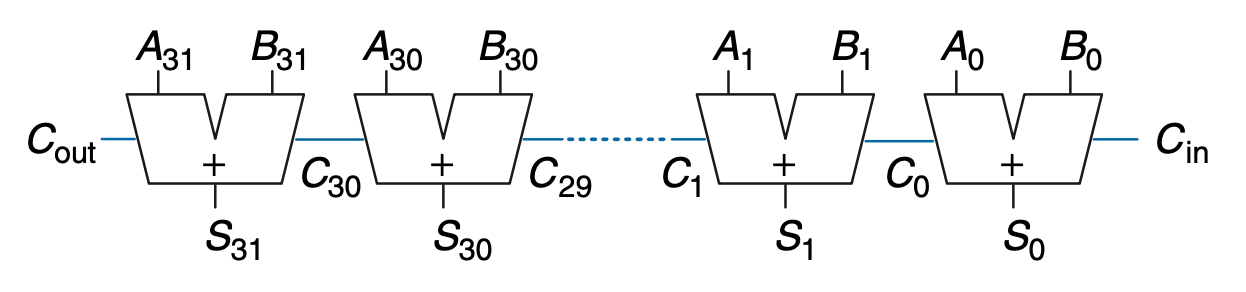 A31 B31 A30 B30 A1 B1 A0 B0
Cout + C30 + C29 C1 + C0 + Cin
S31 S30 S1 S0